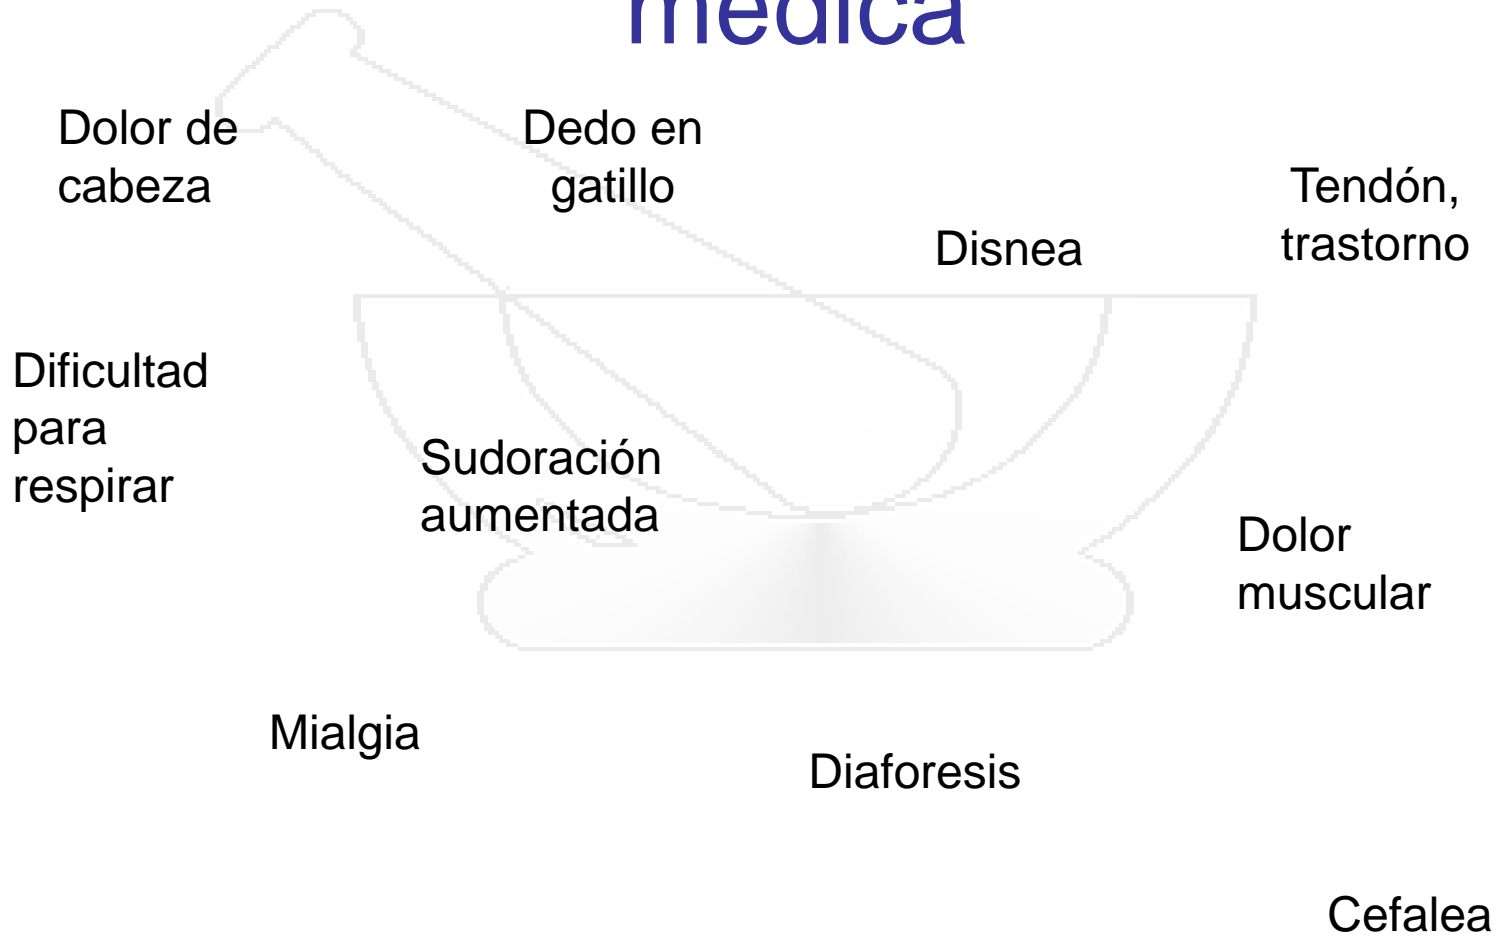 médica
Dolor de
cabeza
Dedo en
gatillo
Tendón,
trastorno
Disnea
Dificultad
para
respirar
Sudoración
aumentada
Dolor
muscular
Mialgia
Diaforesis
Cefalea